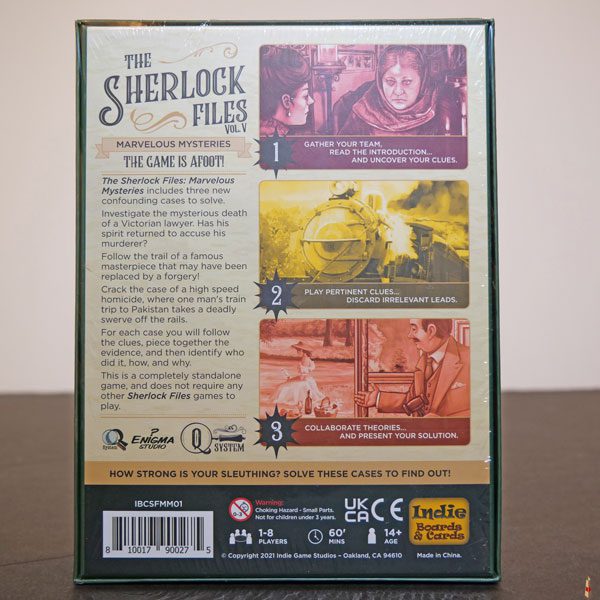 THE
SHERLOCK
FILES
VOL. V
MARVELOUS MYSTERIES
THE GAME IS AFOOT!
The Sherlock Files: Marvelous
Mysteries includes three new
confounding cases to solve.
Investigate the mysterious death
of a Victorian lawyer. Has his
spirit returned to accuse his
murderer?
Follow the trail of a famous
masterpiece that may have been
replaced by a forgery!
Crack the case of a high speed
homicide, where one man's train
trip to Pakistan takes a deadly
swerve off the rails.
For each case you will follow
the clues, piece together the
evidence, and then identify who
did it, how, and why.
This is a completely standalone
game, and does not require any
other Sherlock Files games to
play.
1
GATHER YOUR TEAM,
READ THE INTRODUCTION...
AND UNCOVER YOUR CLUES.
2
PLAY PERTINENT CLUES...
DISCARD IRRELEVANT LEADS.
3
COLLABORATE THEORIES...
AND PRESENT YOUR SOLUTION.
Q
System
ENIGMA
STUDIO
Q
SYSTEM
HOW STRONG IS YOUR SLEUTHING? SOLVE THESE CASES TO FIND OUT!
IBCSFMM01
8 10017 90027 5
0-3
Warning:
Choking Hazard - Small Parts.
Not for children under 3 years.
UK
CA
CE
1-8
PLAYERS
60'
MINS
14+
AGE
Indie
Boards
& Cards
© Copyright 2021 Indie Game Studios – Oakland, CA 94610
Made in China.